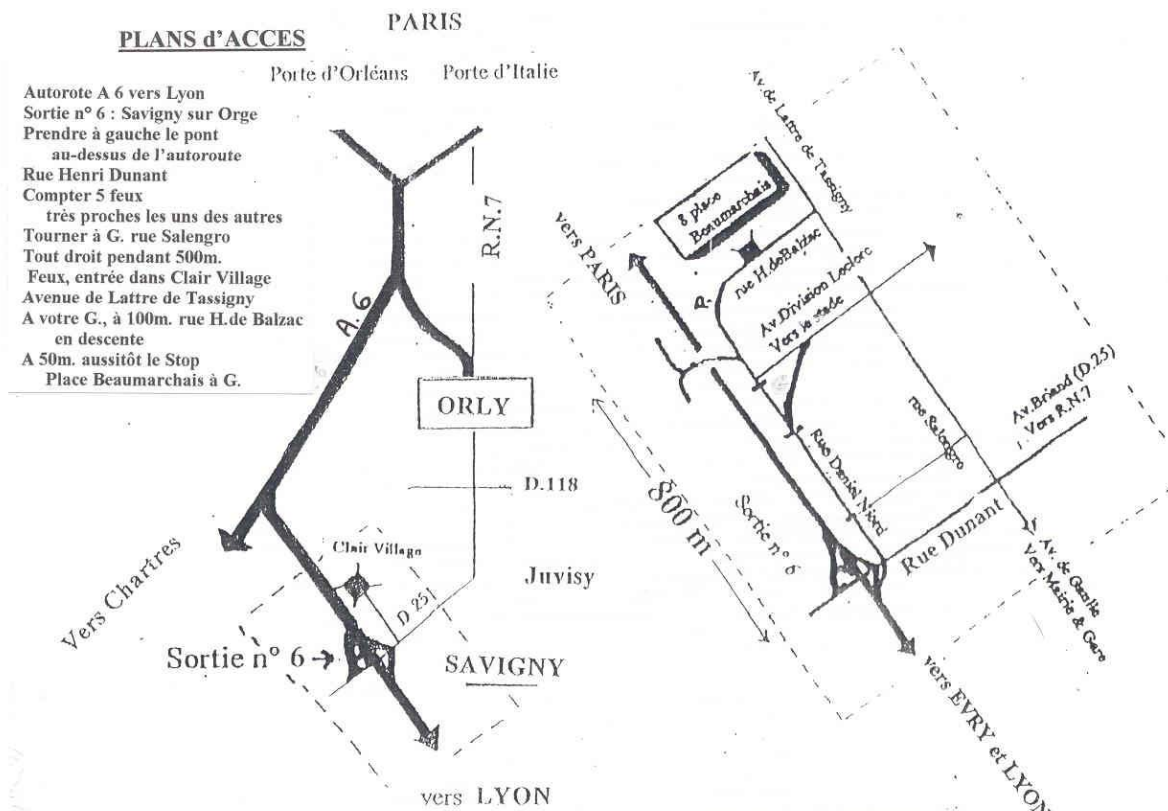 PLANS d'ACCES
Autorote A 6 vers Lyon
Sortie n° 6 : Savigny sur Orge
Prendre à gauche le pont
au-dessus de l'autoroute
Rue Henri Dunant
Compter 5 feux
très proches les uns des autres
Tourner à G. rue Salengro
Tout droit pendant 500m.
Feux, entrée dans Clair Village
Avenue de Lattre de Tassigny
A votre G., à 100m. rue H.de Balzac
en descente
A 50m. aussitôt le Stop
Place Beaumarchais à G.
PARIS
Porte d'Orléans
Porte d'Italie
R.N.7
A.6
ORLY
D.118
Vers Chartres
Clair Village
D 25
Juvisy
Sortie n° 6
SAVIGNY
vers LYON
Av. de Lattre de Tassigny
8 place
Beaumarchais
vers PARIS
rue H.de Balzac
P.
Av.Division Leclerc
Vers le stade
rue Salengro
Av.Briand (D.25)
Vers R.N.7
800 m
Sortie n° 6
Rue Dunant
Av. de Gaulle
Vers Mairie & Gare
vers EVRY et LYON